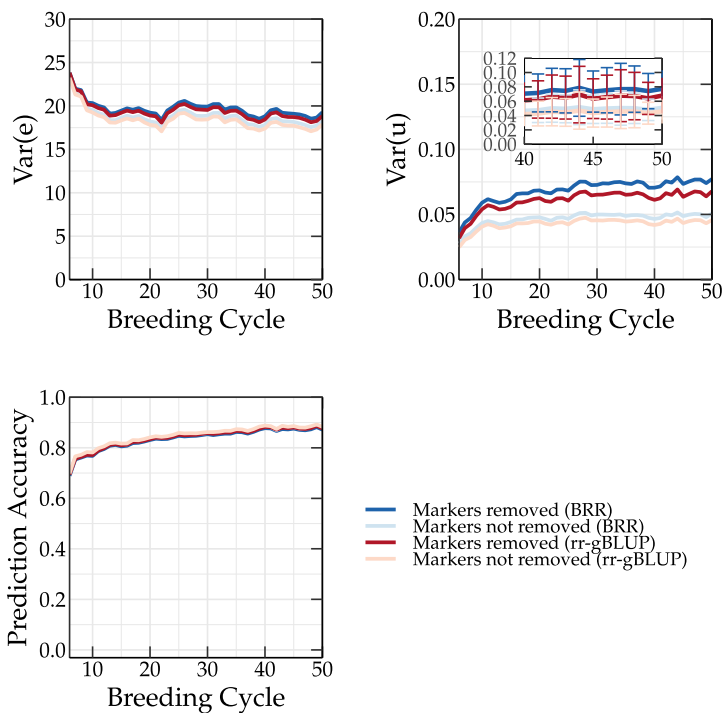 30
25
20
15
10
5
0
Var(e)
10 20 30 40 50
Breeding Cycle
0.20
0.15
0.10
0.05
0.00
Var(u)
0.12
0.10
0.08
0.06
0.04
0.02
0.00
40 45 50
10 20 30 40 50
Breeding Cycle
1.0
0.8
0.6
0.4
0.2
0.0
Prediction Accuracy
10 20 30 40 50
Breeding Cycle
Markers removed (BRR)
Markers not removed (BRR)
Markers removed (rr-gBLUP)
Markers not removed (rr-gBLUP)